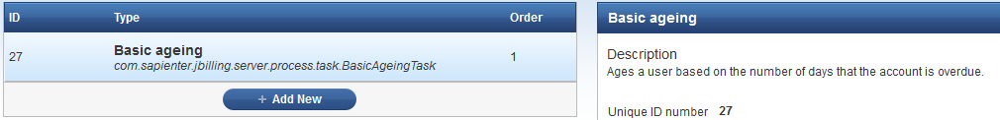 ID Type Order
27 Basic ageing 1
com.sapienter.jbilling.server.process.task.BasicAgeingTask
+ Add New
Basic ageing
Description
Ages a user based on the number of days that the account is overdue.
Unique ID number 27